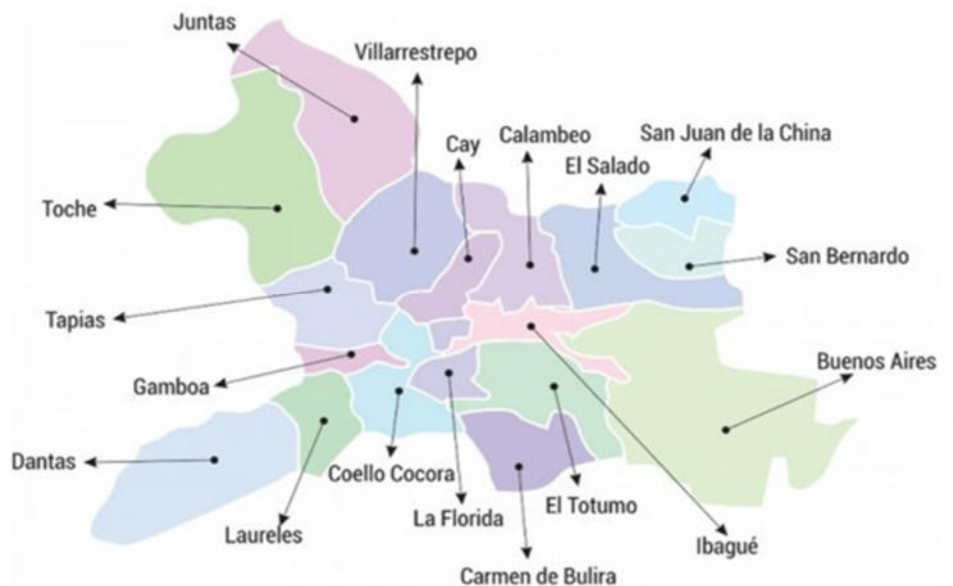 Juntas
Villarrestrepo
Cay
Calambeo
San Juan de la China
El Salado
Toche
San Bernardo
Tapias
Buenos Aires
Gamboa
Dantas
Coello Cocora
La Florida
El Totumo
Laureles
Ibagué
Carmen de Bulira